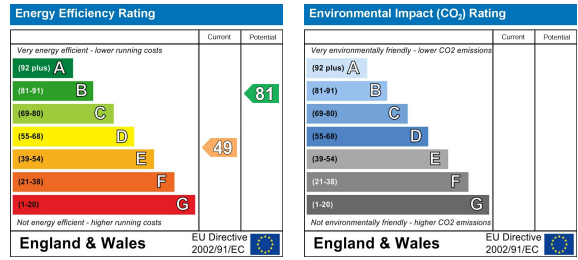 Energy Efficiency Rating
Current Potential
Very energy efficient - lower running costs
(92 plus) A
(81-91) B
(69-80) C
(55-68) D
(39-54) E
(21-38) F
(1-20) G
49
81
Not energy efficient - higher running costs
England & Wales
EU Directive
2002/91/EC
Environmental Impact (CO₂) Rating
Current Potential
Very environmentally friendly - lower CO2 emissions
(92 plus) A
(81-91) B
(69-80) C
(55-68) D
(39-54) E
(21-38) F
(1-20) G
Not environmentally friendly - higher CO2 emissions
England & Wales
EU Directive
2002/91/EC